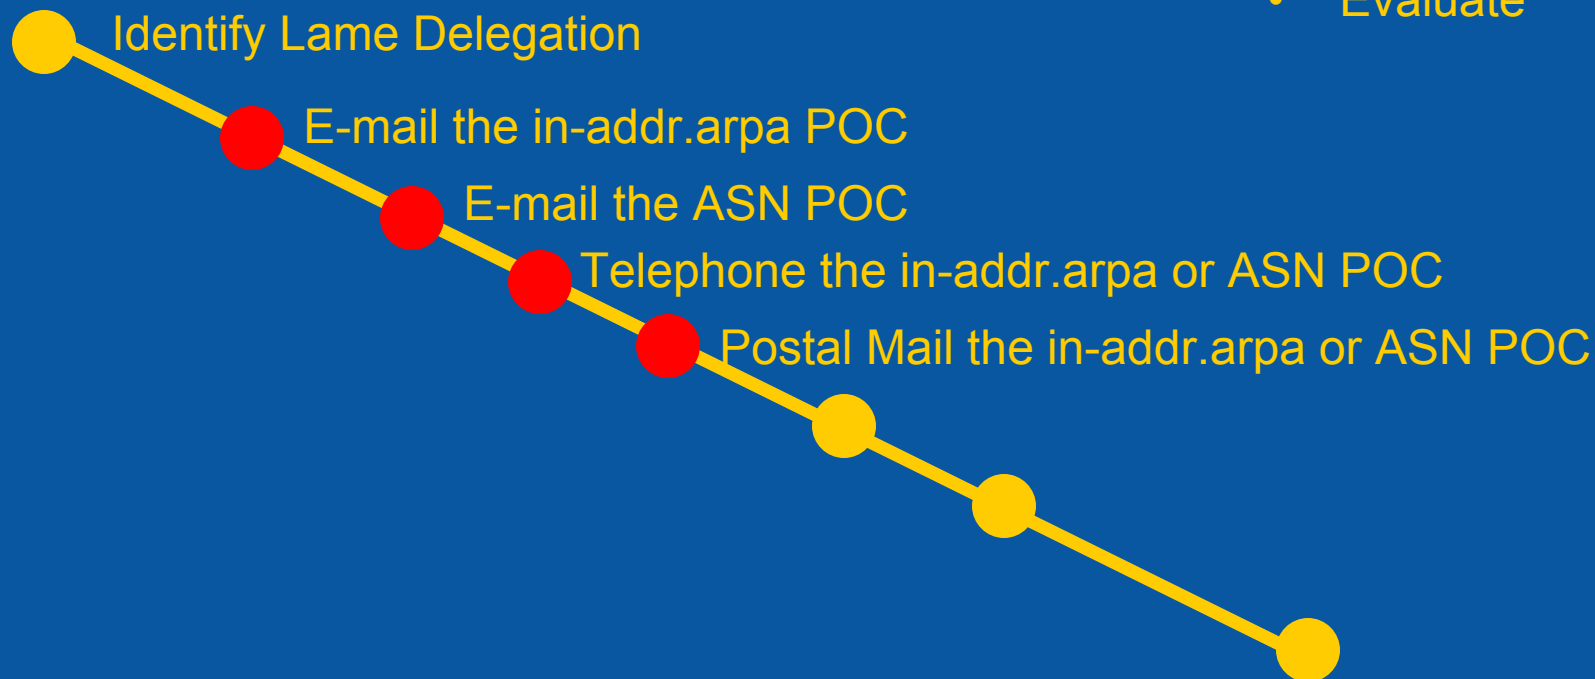 • Evaluate
Identify Lame Delegation
E-mail the in-addr.arpa POC
E-mail the ASN POC
Telephone the in-addr.arpa or ASN POC
Postal Mail the in-addr.arpa or ASN POC